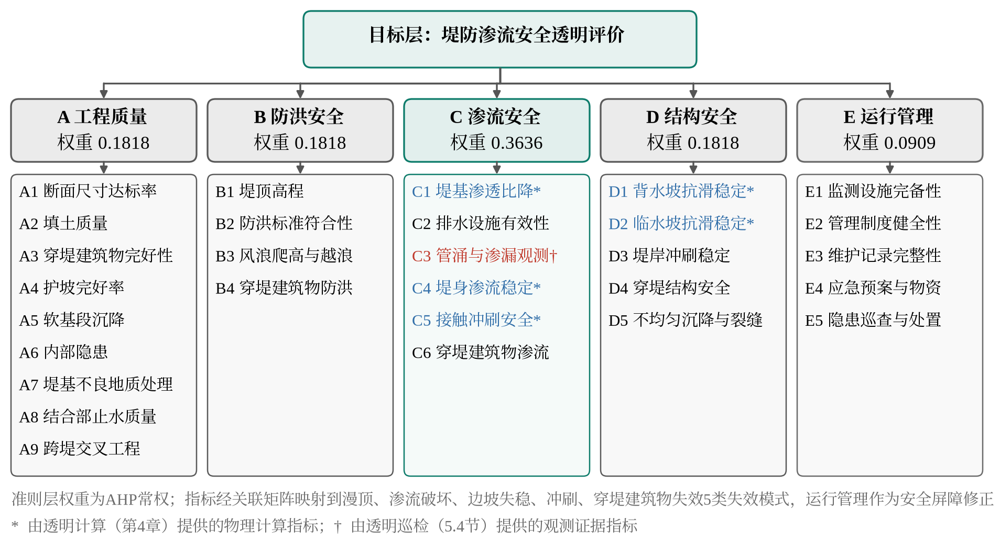 目标层：堤防渗流安全透明评价
A 工程质量
权重 0.1818
B 防洪安全
权重 0.1818
C 渗流安全
权重 0.3636
D 结构安全
权重 0.1818
E 运行管理
权重 0.0909
A1 断面尺寸达标率
A2 填土质量
A3 穿堤建筑物完好性
A4 护坡完好率
A5 软基段沉降
A6 内部隐患
A7 堤基不良地质处理
A8 结合部止水质量
A9 跨堤交叉工程
B1 堤顶高程
B2 防洪标准符合性
B3 风浪爬高与越浪
B4 穿堤建筑物防洪
C1 堤基渗透比降*
C2 排水设施有效性
C3 管涌与渗漏观测†
C4 堤身渗流稳定*
C5 接触冲刷安全*
C6 穿堤建筑物渗流
D1 背水坡抗滑稳定*
D2 临水坡抗滑稳定*
D3 堤岸冲刷稳定
D4 穿堤结构安全
D5 不均匀沉降与裂缝
E1 监测设施完备性
E2 管理制度健全性
E3 维护记录完整性
E4 应急预案与物资
E5 隐患巡查与处置
准则层权重为AHP常权；指标经关联矩阵映射到漫顶、渗流破坏、边坡失稳、冲刷、穿堤建筑物失效5类失效模式，运行管理作为安全屏障修正
* 由透明计算（第4章）提供的物理计算指标；† 由透明巡检（5.4节）提供的观测证据指标